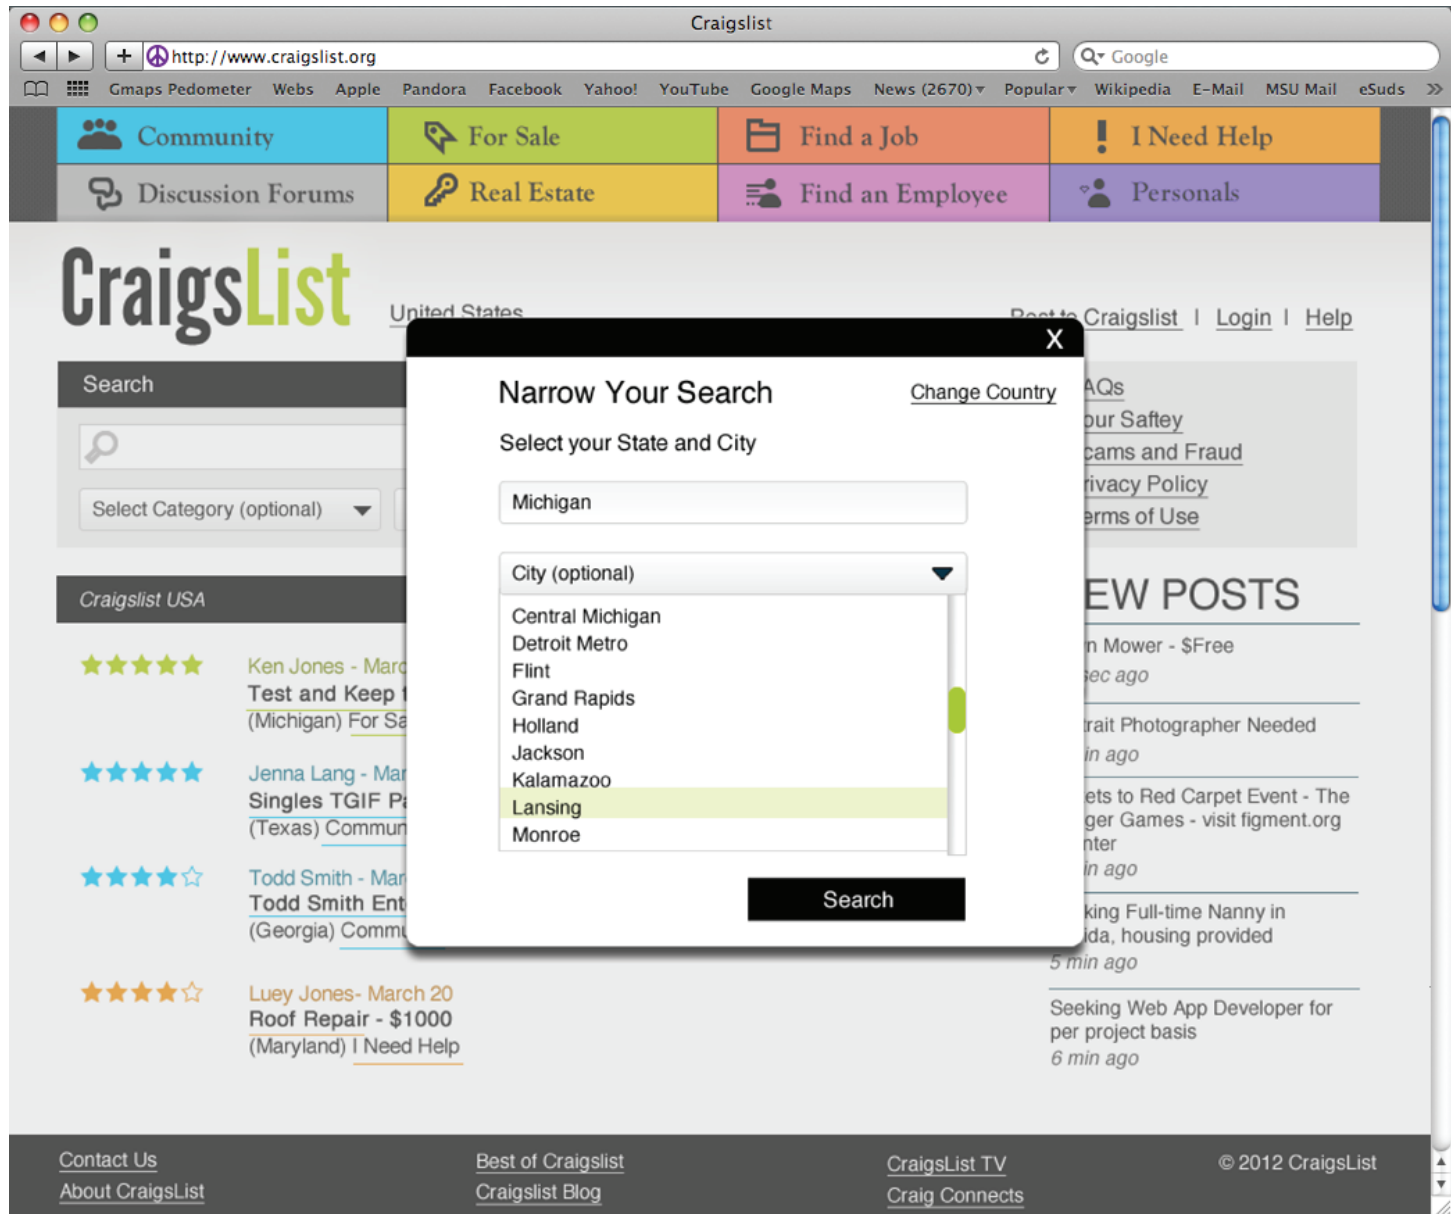 Craigslist
http://www.craigslist.org
Google
Gmaps Pedometer Webs Apple Pandora Facebook Yahoo! YouTube Google Maps News (2670) Popular Wikipedia E-Mail MSU Mail eSuds
Community For Sale Find a Job I Need Help
Discussion Forums Real Estate Find an Employee Personals
CraigsList
United States
Craigslist | Login | Help
X
Narrow Your Search
Change Country
Select your State and City
Michigan
City (optional)
Central Michigan
Detroit Metro
Flint
Grand Rapids
Holland
Jackson
Kalamazoo
Lansing
Monroe
Search
Search
Select Category (optional)
Craigslist USA
Ken Jones - Marc
Test and Keep
(Michigan) For Sa
Jenna Lang - Mar
Singles TGIF Pa
(Texas) Commun
Todd Smith - Mar
Todd Smith Ent
(Georgia) Commu
Luey Jones- March 20
Roof Repair - $1000
(Maryland) I Need Help
AQs
our Saftey
cams and Fraud
rivacy Policy
erms of Use
EW POSTS
n Mower - $Free
sec ago
trait Photographer Needed
in ago
ets to Red Carpet Event - The
ger Games - visit figment.org
nter
in ago
king Full-time Nanny in
ida, housing provided
5 min ago
Seeking Web App Developer for
per project basis
6 min ago
Contact Us
About CraigsList
Best of Craigslist
Craigslist Blog
CraigsList TV
Craig Connects
© 2012 CraigsList